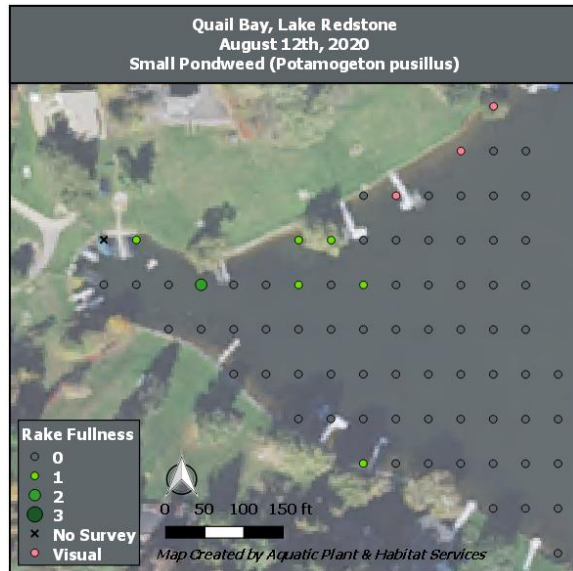 Quail Bay, Lake Redstone
August 12th, 2020
Small Pondweed (Potamogeton pusillus)
Rake Fullness
0
1
2
3
No Survey
Visual
0 50 100 150 ft
Map Created by Aquatic Plant & Habitat Services